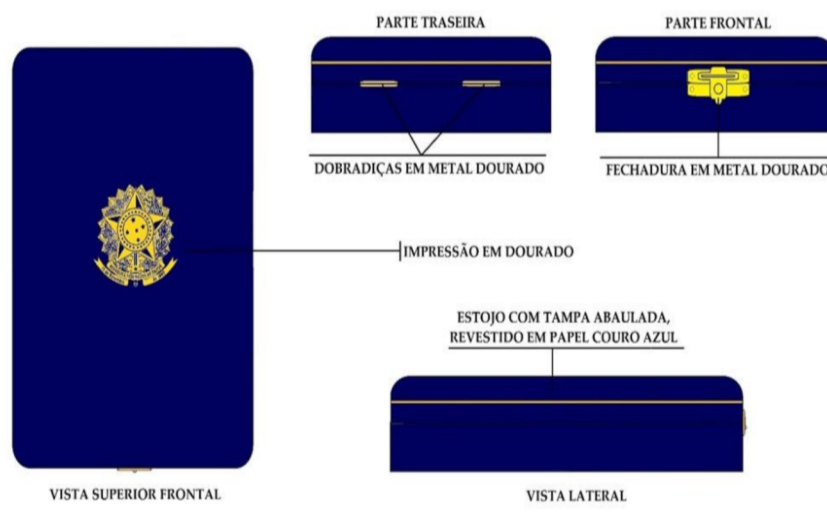 PARTE TRASEIRA
PARTE FRONTAL
DOBRADIÇAS EM METAL DOURADO
FECHADURA EM METAL DOURADO
IMPRESSÃO EM DOURADO
ESTOJO COM TAMPA ABAULADA,
REVESTIDO EM PAPEL COURO AZUL
VISTA SUPERIOR FRONTAL
VISTA LATERAL